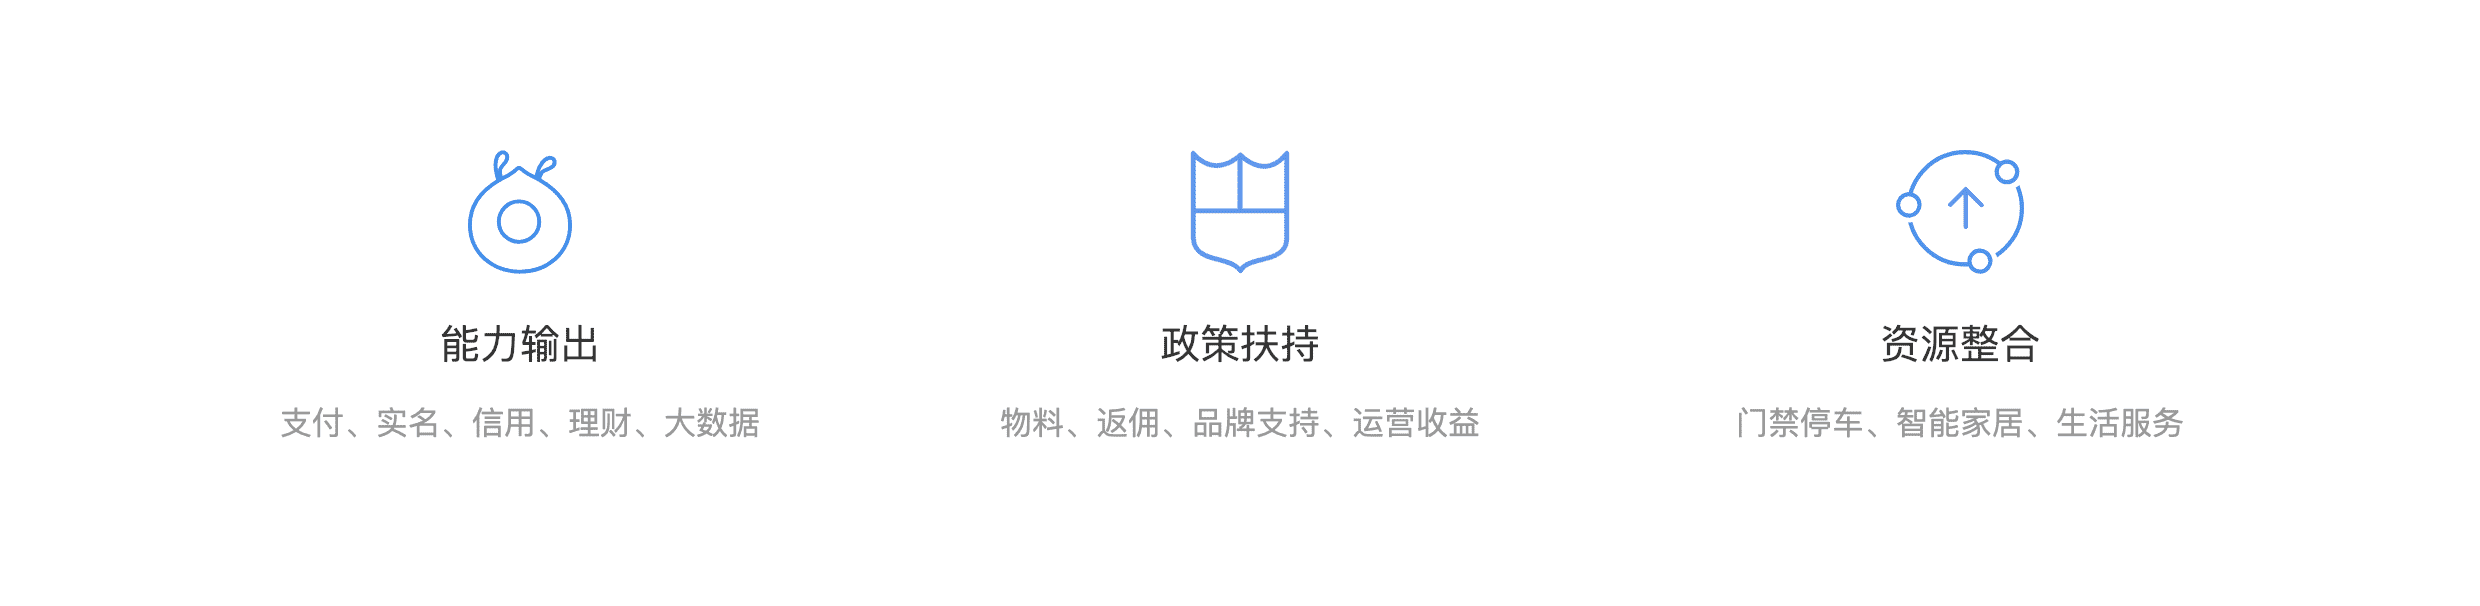 能力输出
支付、实名、信用、理财、大数据
政策扶持
物料、返佣、品牌支持、运营收益
资源整合
门禁停车、智能家居、生活服务